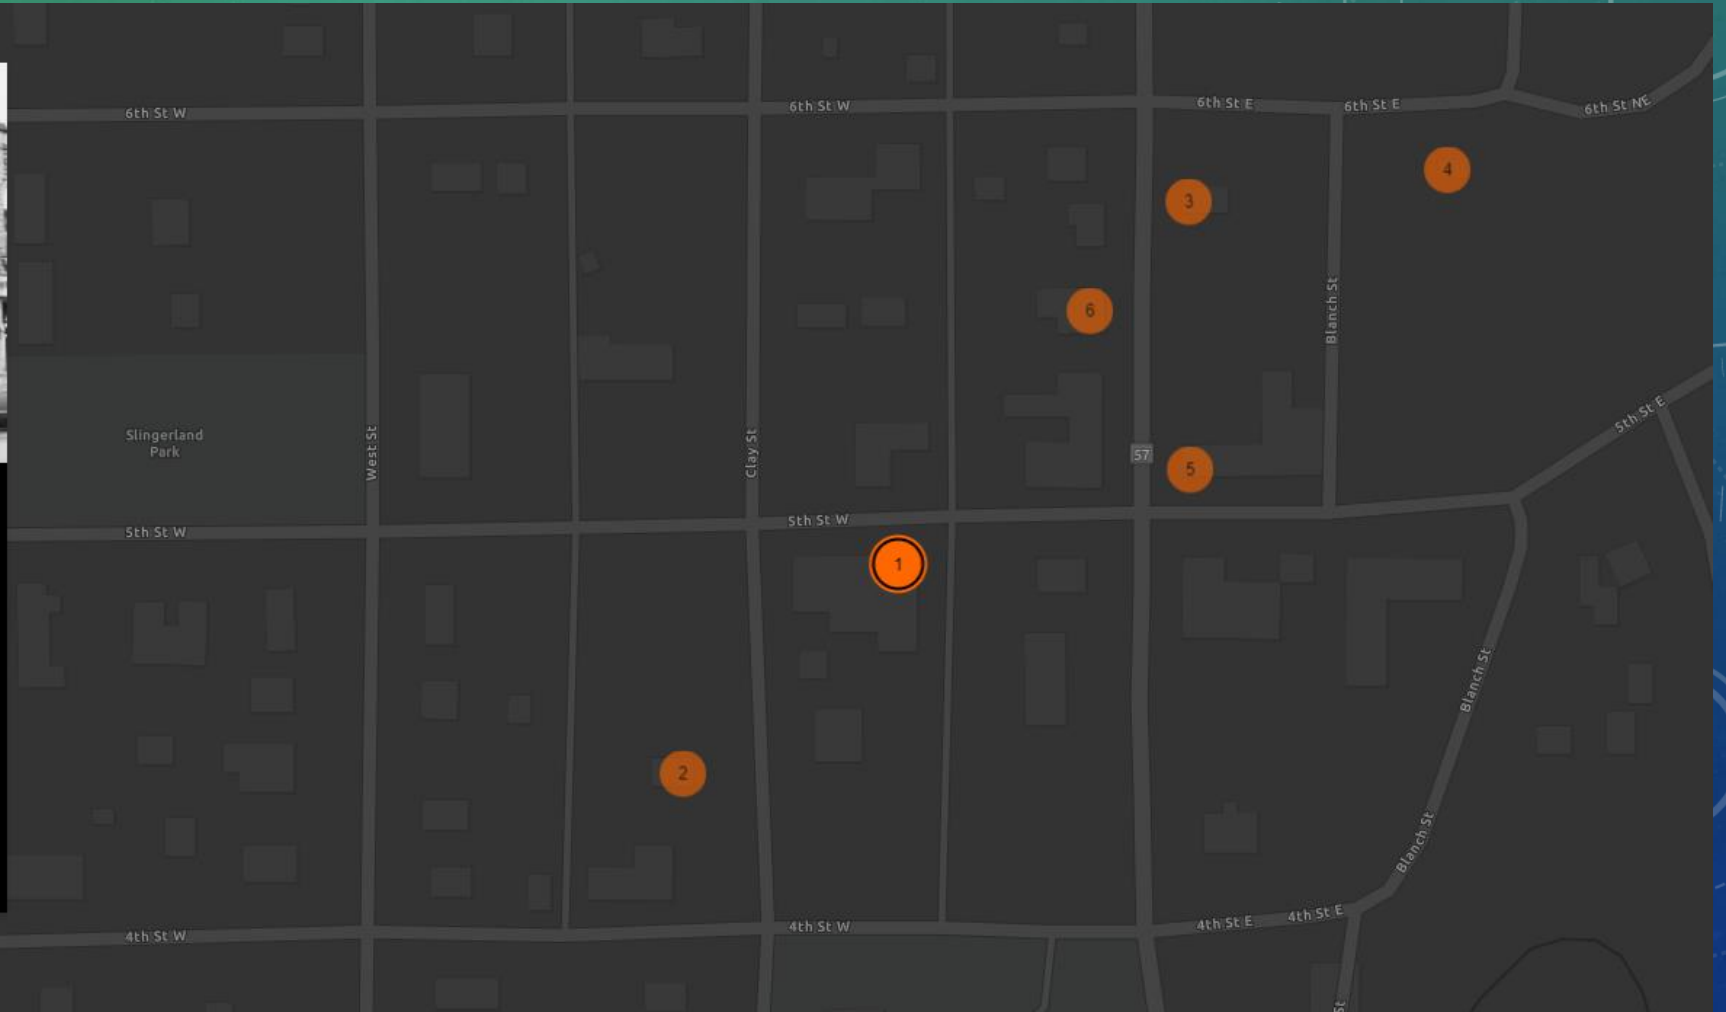 6th St W
6th St W
6th St E
6th St E
6th St NE
4
3
Blanch St
6
5th St E
Slingerland
Park
West St
Clay St
57
5
5th St W
5th St W
1
Blanch St
2
Blanch St
4th St W
4th St W
4th St E
4th St E
St